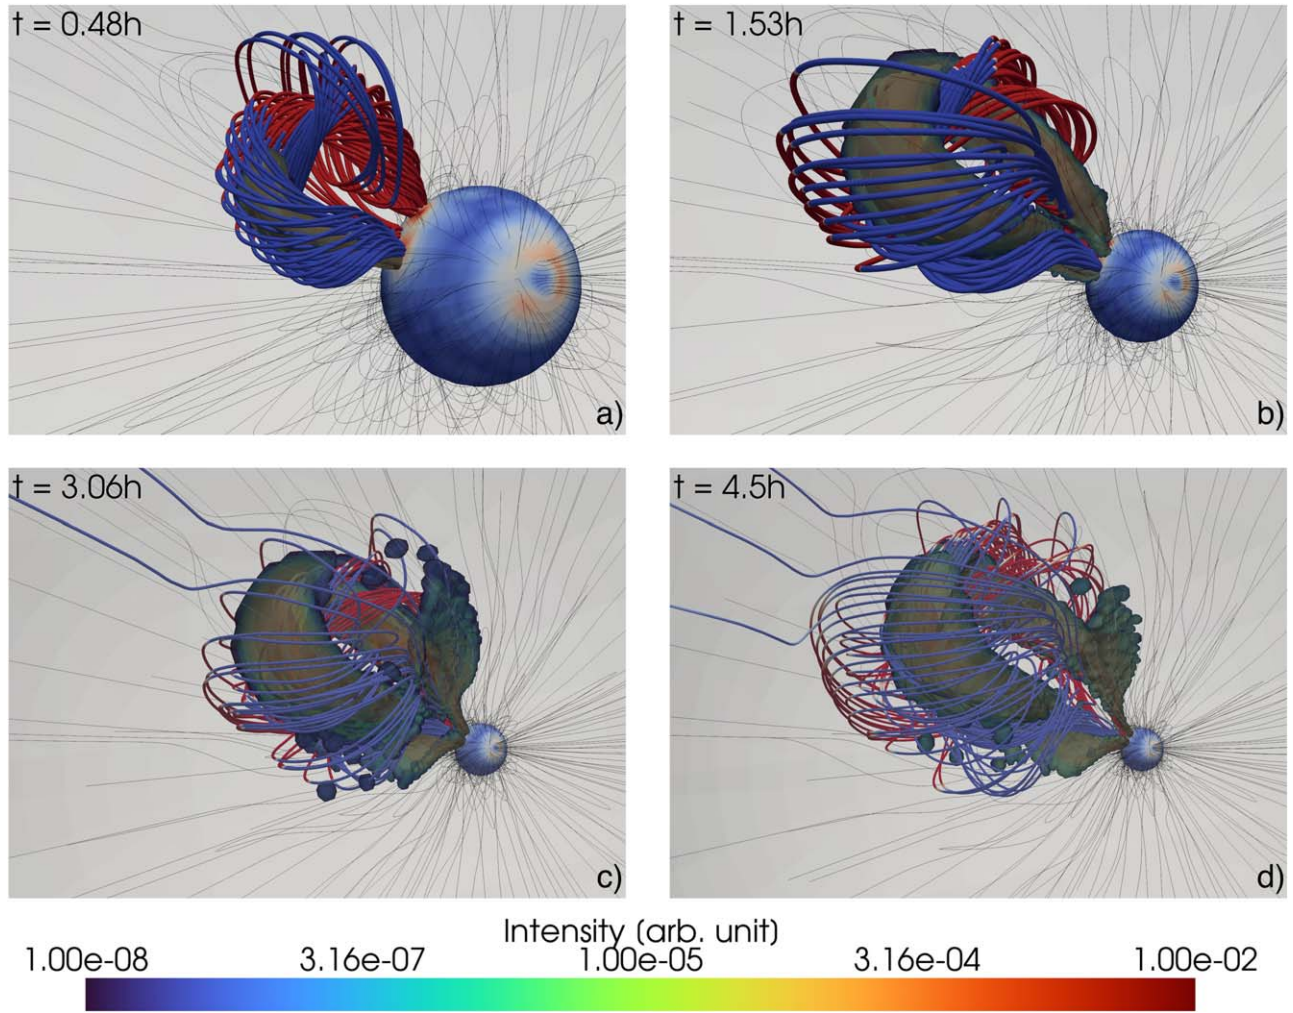 t = 0.48h
a)
t = 1.53h
b)
t = 3.06h
c)
t = 4.5h
d)
Intensity (arb. unit)
1.00e-08 3.16e-07 1.00e-05 3.16e-04 1.00e-02